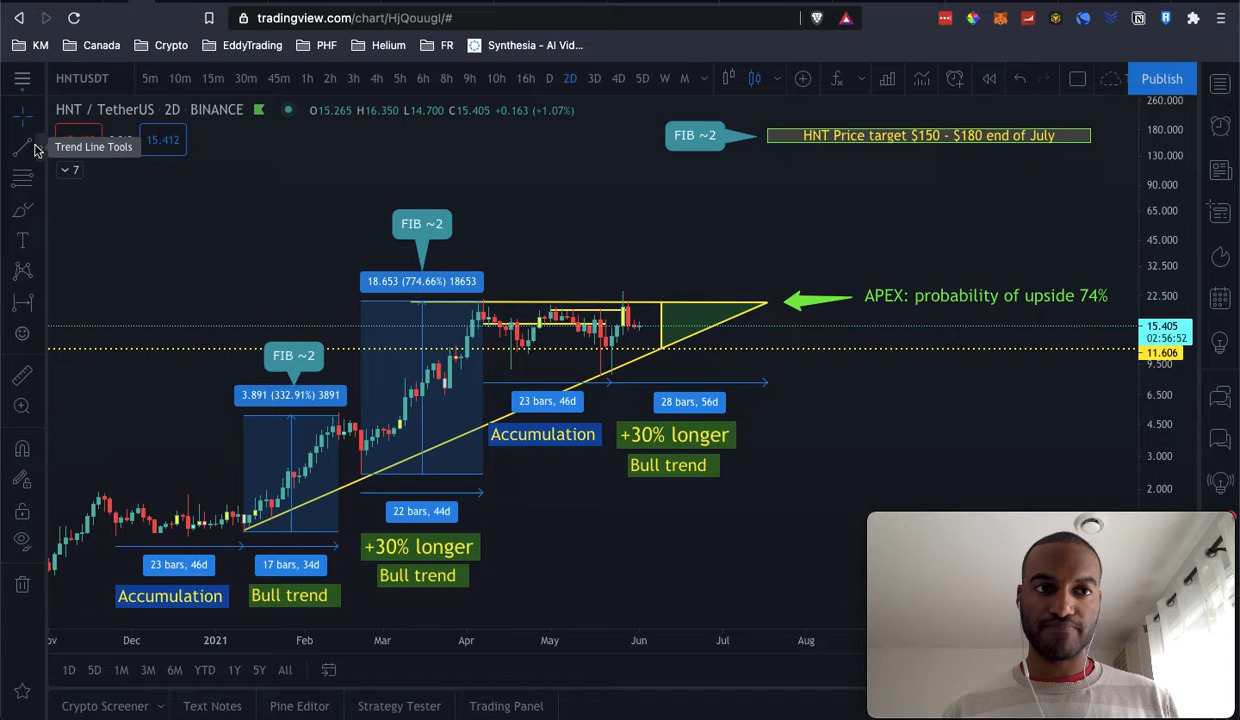 tradingview.com/chart/HjQouugl/#
KM Canada Crypto EddyTrading PHF Helium FR Synthesia - AI Vid...
HNTUSDT 5m 10m 15m 30m 45m 1h 2h 3h 4h 5h 6h 8h 9h 10h 16h D 2D 3D 4D 5D W M Publish
HNT / TetherUS · 2D · BINANCE O15.265 H16.350 L14.700 C15.405 +0.163 (+1.07%)
15.412
Trend Line Tools
7
FIB ~2 HNT Price target $150 - $180 end of July
FIB ~2
18.653 (774.66%) 18653
APEX: probability of upside 74%
FIB ~2
3.891 (332.91%) 3891
23 bars, 46d 28 bars, 56d
Accumulation +30% longer
Bull trend
22 bars, 44d
+30% longer
Bull trend
23 bars, 46d 17 bars, 34d
Accumulation Bull trend
260.000
180.000
130.000
90.000
65.000
45.000
32.500
22.500
15.405
02:56:52
11.606
9.500
6.500
4.500
3.000
2.000
Dec 2021 Feb Mar Apr May Jun Jul Aug
1D 5D 1M 3M 6M YTD 1Y 5Y All
Crypto Screener Text Notes Pine Editor Strategy Tester Trading Panel